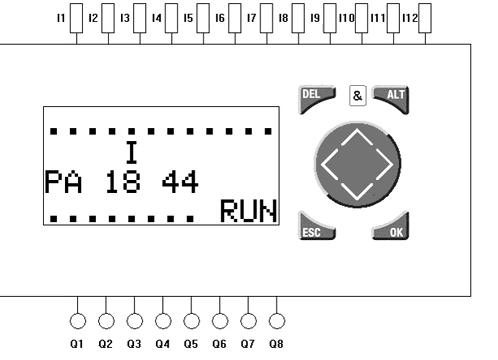 I1 I2 I3 I4 I5 I6 I7 I8 I9 I10 I11 I12
DEL & ALT
I
PA 18 44
RUN
ESC OK
Q1 Q2 Q3 Q4 Q5 Q6 Q7 Q8